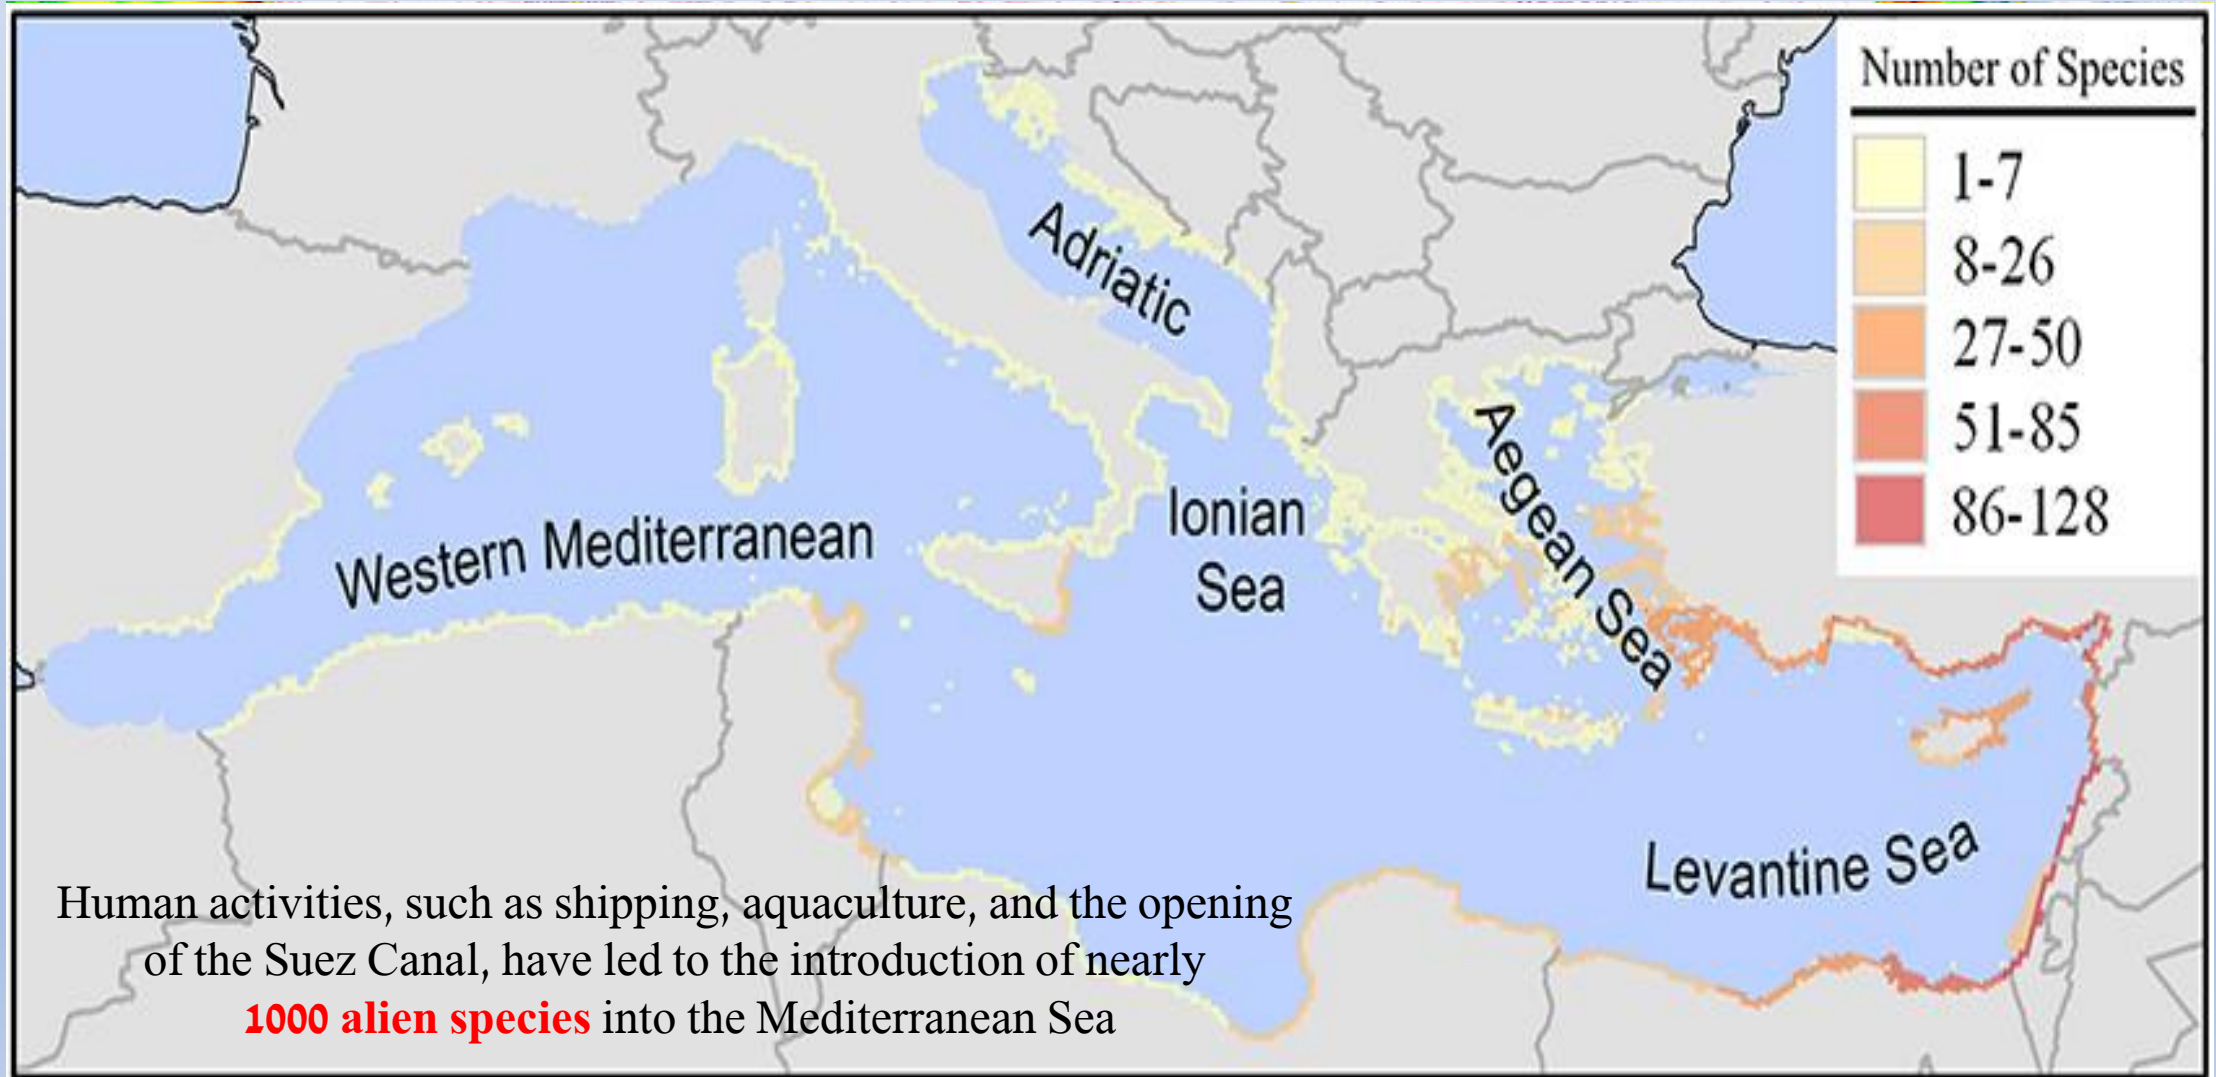 Number of Species
1-7
8-26
27-50
51-85
86-128
Adriatic
Aegean Sea
Ionian
Sea
Western Mediterranean
Levantine Sea
Human activities, such as shipping, aquaculture, and the opening
of the Suez Canal, have led to the introduction of nearly
1000 alien species into the Mediterranean Sea